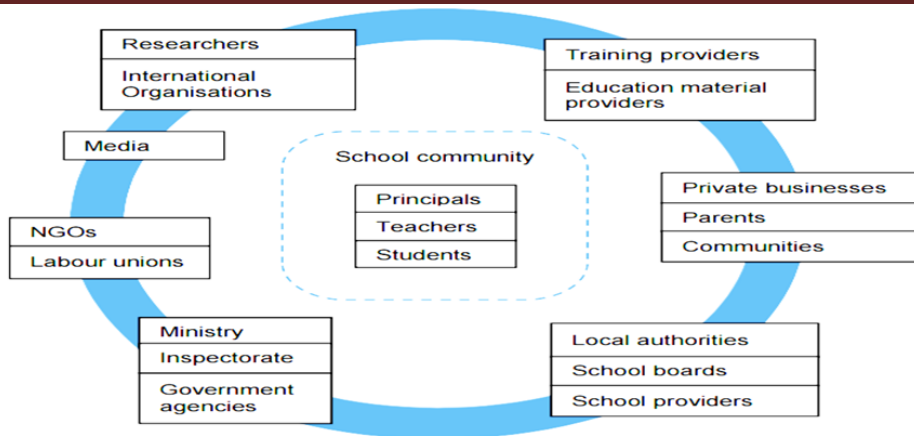 Researchers
International
Organisations
Training providers
Education material
providers
Media
School community
Principals
Teachers
Students
Private businesses
Parents
Communities
NGOs
Labour unions
Ministry
Inspectorate
Government
agencies
Local authorities
School boards
School providers